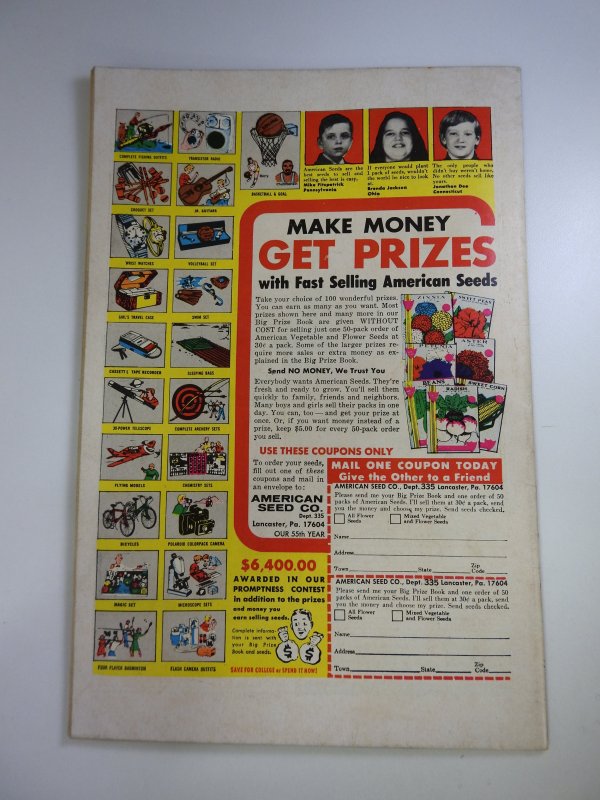 COMPLETE FISHING OUTFITS
TRANSISTOR RADIO
BASKETBALL & GOAL
American Seeds are the
best seeds to sell and
selling the best is easy.
Mike Fitzpatrick
Pennsylvania
If everyone would plant
1 pack of seeds, wouldn't
the world be nice to look
at.
Brenda Jackson
Ohio
The only people who
didn't buy weren't home.
No other seeds sell like
yours.
Jonathan Dee
Connecticut
CROQUET SET
JR. GUITARS
WRIST WATCHES
VOLLEYBALL SET
GIRL'S TRAVEL CASE
SWIM SET
CASSETTE TAPE RECORDER
SLEEPING BAGS
30-POWER TELESCOPE
COMPLETE ARCHERY SETS
FLYING MODELS
CHEMISTRY SETS
BICYCLES
POLAROID COLORPACK CAMERA
MAGIC SET
MICROSCOPE SETS
FOUR PLAYER BADMINTON
FLASH CAMERA OUTFITS
MAKE MONEY
GET PRIZES
with Fast Selling American Seeds
Take your choice of 100 wonderful prizes.
You can earn as many as you want. Most
prizes shown here and many more in our
Big Prize Book are given WITHOUT
COST for selling just one 50-pack order of
American Vegetable and Flower Seeds at
30¢ a pack. Some of the larger prizes re
quire more sales or extra money as ex-
plained in the Big Prize Book.
Send NO MONEY, We Trust You
Everybody wants American Seeds. They're
fresh and ready to grow. You'll sell them
quickly to family, friends and neighbors.
Many boys and girls sell their packs in one
day. You can, too — and get your prize at
once. Or, if you want money instead of a
prize, keep $5.00 for every 50-pack order
you sell.
ZINNIA
SWEET PEAS
ASTER
BEANS
SWEET CORN
RADISH
USE THESE COUPONS ONLY
To order your seeds,
fill out one of these
coupons and mail in
an envelope to:
AMERICAN
SEED CO.
Dept. 335
Lancaster, Pa. 17604
OUR 55th YEAR
MAIL ONE COUPON TODAY
Give the Other to a Friend
AMERICAN SEED CO., Dept. 335 Lancaster, Pa. 17604
Please send me your Big Prize Book and one order of 50
packs of American Seeds. I'll sell them at 30¢ a pack, send
you the money and choose my prize. Send seeds checked.
All Flower
Seeds
Mixed Vegetable
and Flower Seeds
Name
Address
Town State Zip
Code
AMERICAN SEED CO., Dept. 335 Lancaster, Pa. 17604
Please send me your Big Prize Book and one order of 50
packs of American Seeds. I'll sell them at 30¢ a pack, send
you the money and choose my prize. Send seeds checked.
All Flower
Seeds
Mixed Vegetable
and Flower Seeds
Name
Address
Town State Zip
Code
$6,400.00
AWARDED IN OUR
PROMPTNESS CONTEST
in addition to the prizes
and money you
earn selling seeds.
Complete informa-
tion is sent with
your Big Prize
Book and seeds.
$ $
SAVE FOR COLLEGE or SPEND IT NOW!